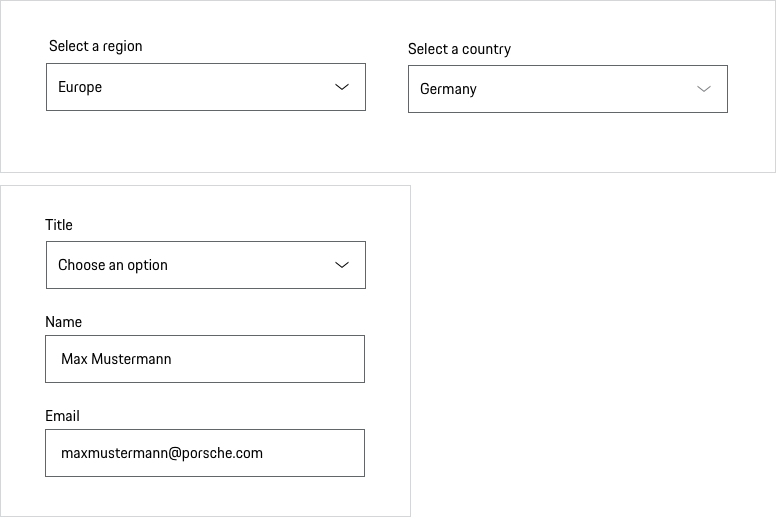 Select a region
Select a country
Europe
Germany
Title
Choose an option
Name
Max Mustermann
Email
maxmustermann@porsche.com